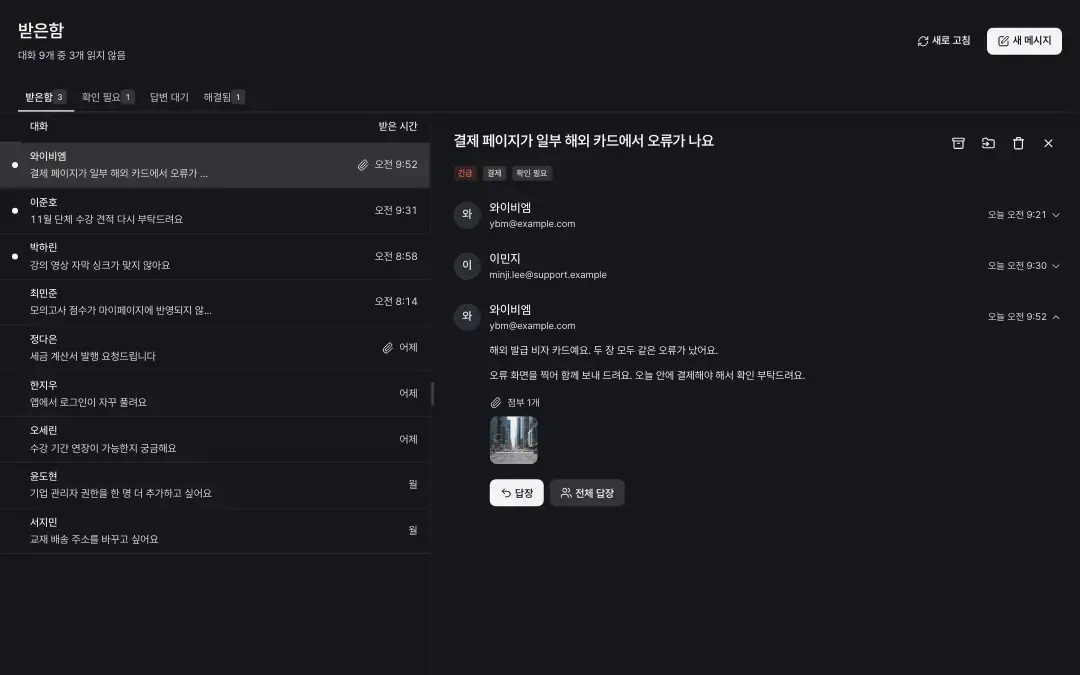 받은함
대화 9개 중 3개 읽지 않음
새로 고침
새 메시지
받은함 3
확인 필요 1
답변 대기
해결됨 1
대화
받은 시간
와이비엠
결제 페이지가 일부 해외 카드에서 오류가 ...
오전 9:52
이준호
11월 단체 수강 견적 다시 부탁드려요
오전 9:31
박하린
강의 영상 자막 싱크가 맞지 않아요
오전 8:58
최민준
모의고사 점수가 마이페이지에 반영되지 않...
오전 8:14
정다은
세금 계산서 발행 요청드립니다
어제
한지우
앱에서 로그인이 자꾸 풀려요
어제
오세린
수강 기간 연장이 가능한지 궁금해요
어제
윤도현
기업 관리자 권한을 한 명 더 추가하고 싶어요
월
서지민
교재 배송 주소를 바꾸고 싶어요
월
결제 페이지가 일부 해외 카드에서 오류가 나요
긴급
결제
확인 필요
와
와이비엠
ybm@example.com
오늘 오전 9:21
이
이민지
minji.lee@support.example
오늘 오전 9:30
와
와이비엠
ybm@example.com
오늘 오전 9:52
해외 발급 비자 카드예요. 두 장 모두 같은 오류가 났어요.
오류 화면을 찍어 함께 보내 드려요. 오늘 안에 결제해야 해서 확인 부탁드려요.
첨부 1개
답장
전체 답장